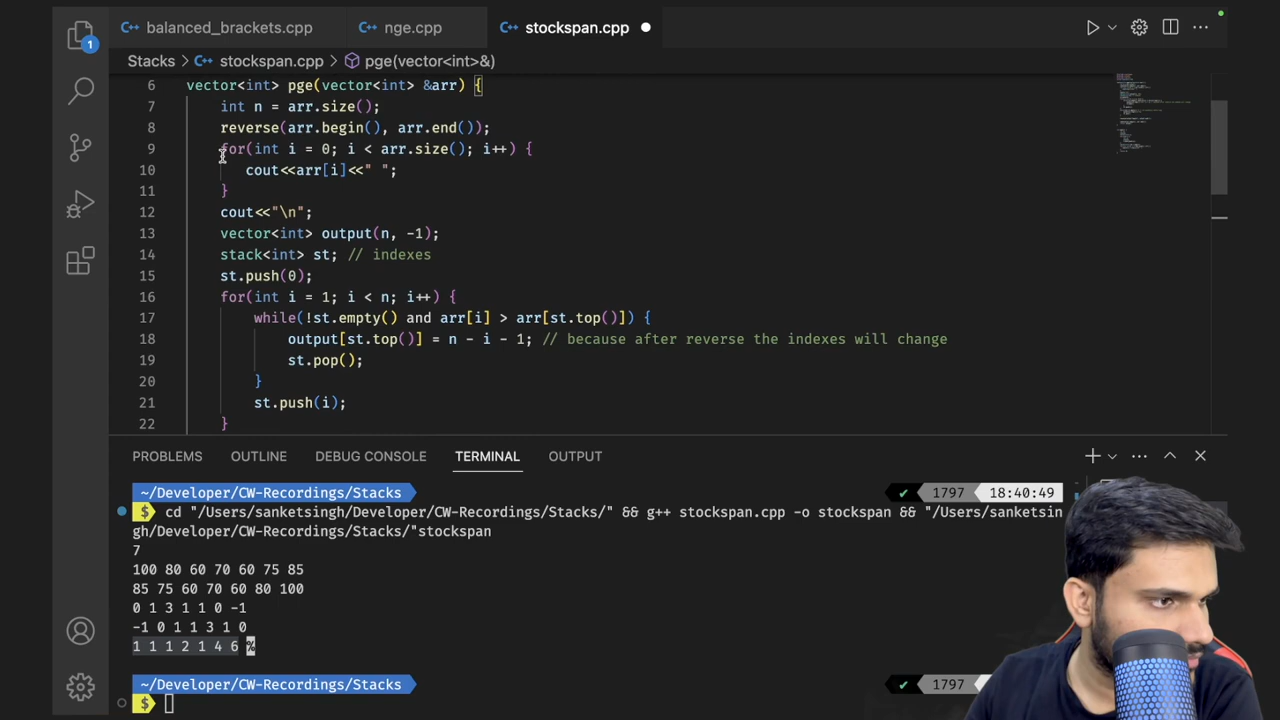 balanced_brackets.cpp nge.cpp stockspan.cpp
Stacks > stockspan.cpp > pge(vector<int>&)
1
6 vector<int> pge(vector<int> &arr) {
7 int n = arr.size();
8 reverse(arr.begin(), arr.end());
9 for(int i = 0; i < arr.size(); i++) {
10 cout<<arr[i]<<" ";
11 }
12 cout<<"\n";
13 vector<int> output(n, -1);
14 stack<int> st; // indexes
15 st.push(0);
16 for(int i = 1; i < n; i++) {
17 while(!st.empty() and arr[i] > arr[st.top()]) {
18 output[st.top()] = n - i - 1; // because after reverse the indexes will change
19 st.pop();
20 }
21 st.push(i);
22 }
PROBLEMS OUTLINE DEBUG CONSOLE TERMINAL OUTPUT
~/Developer/CW-Recordings/Stacks ✔ 1797 18:40:49
$ cd "/Users/sanketsingh/Developer/CW-Recordings/Stacks/" && g++ stockspan.cpp -o stockspan && "/Users/sanketsin
gh/Developer/CW-Recordings/Stacks/"stockspan
7
100 80 60 70 60 75 85
85 75 60 70 60 80 100
0 1 3 1 1 0 -1
-1 0 1 1 3 1 0
1 1 1 2 1 4 6 %
~/Developer/CW-Recordings/Stacks ✔ 1797
$